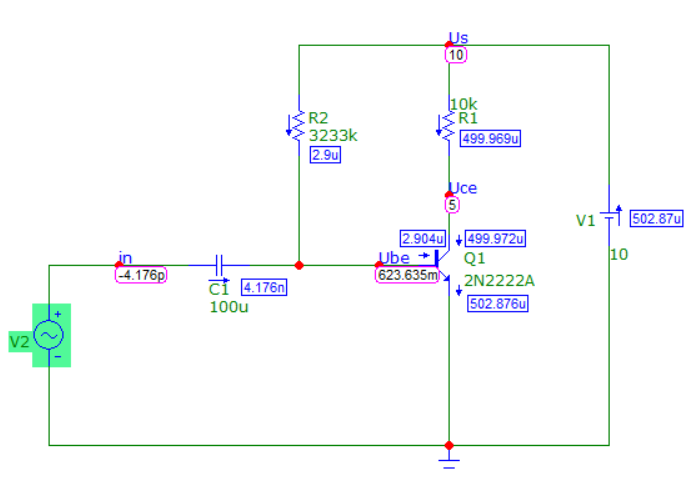 Us
10
10k
R2
R1
3233k
499.969u
2.9u
Uce
5
V1
502.87u
2.904u
499.972u
in
Ube
Q1
10
-4.176p
623.635m
C1
4.176n
2N2222A
100u
502.876u
+
V2
-